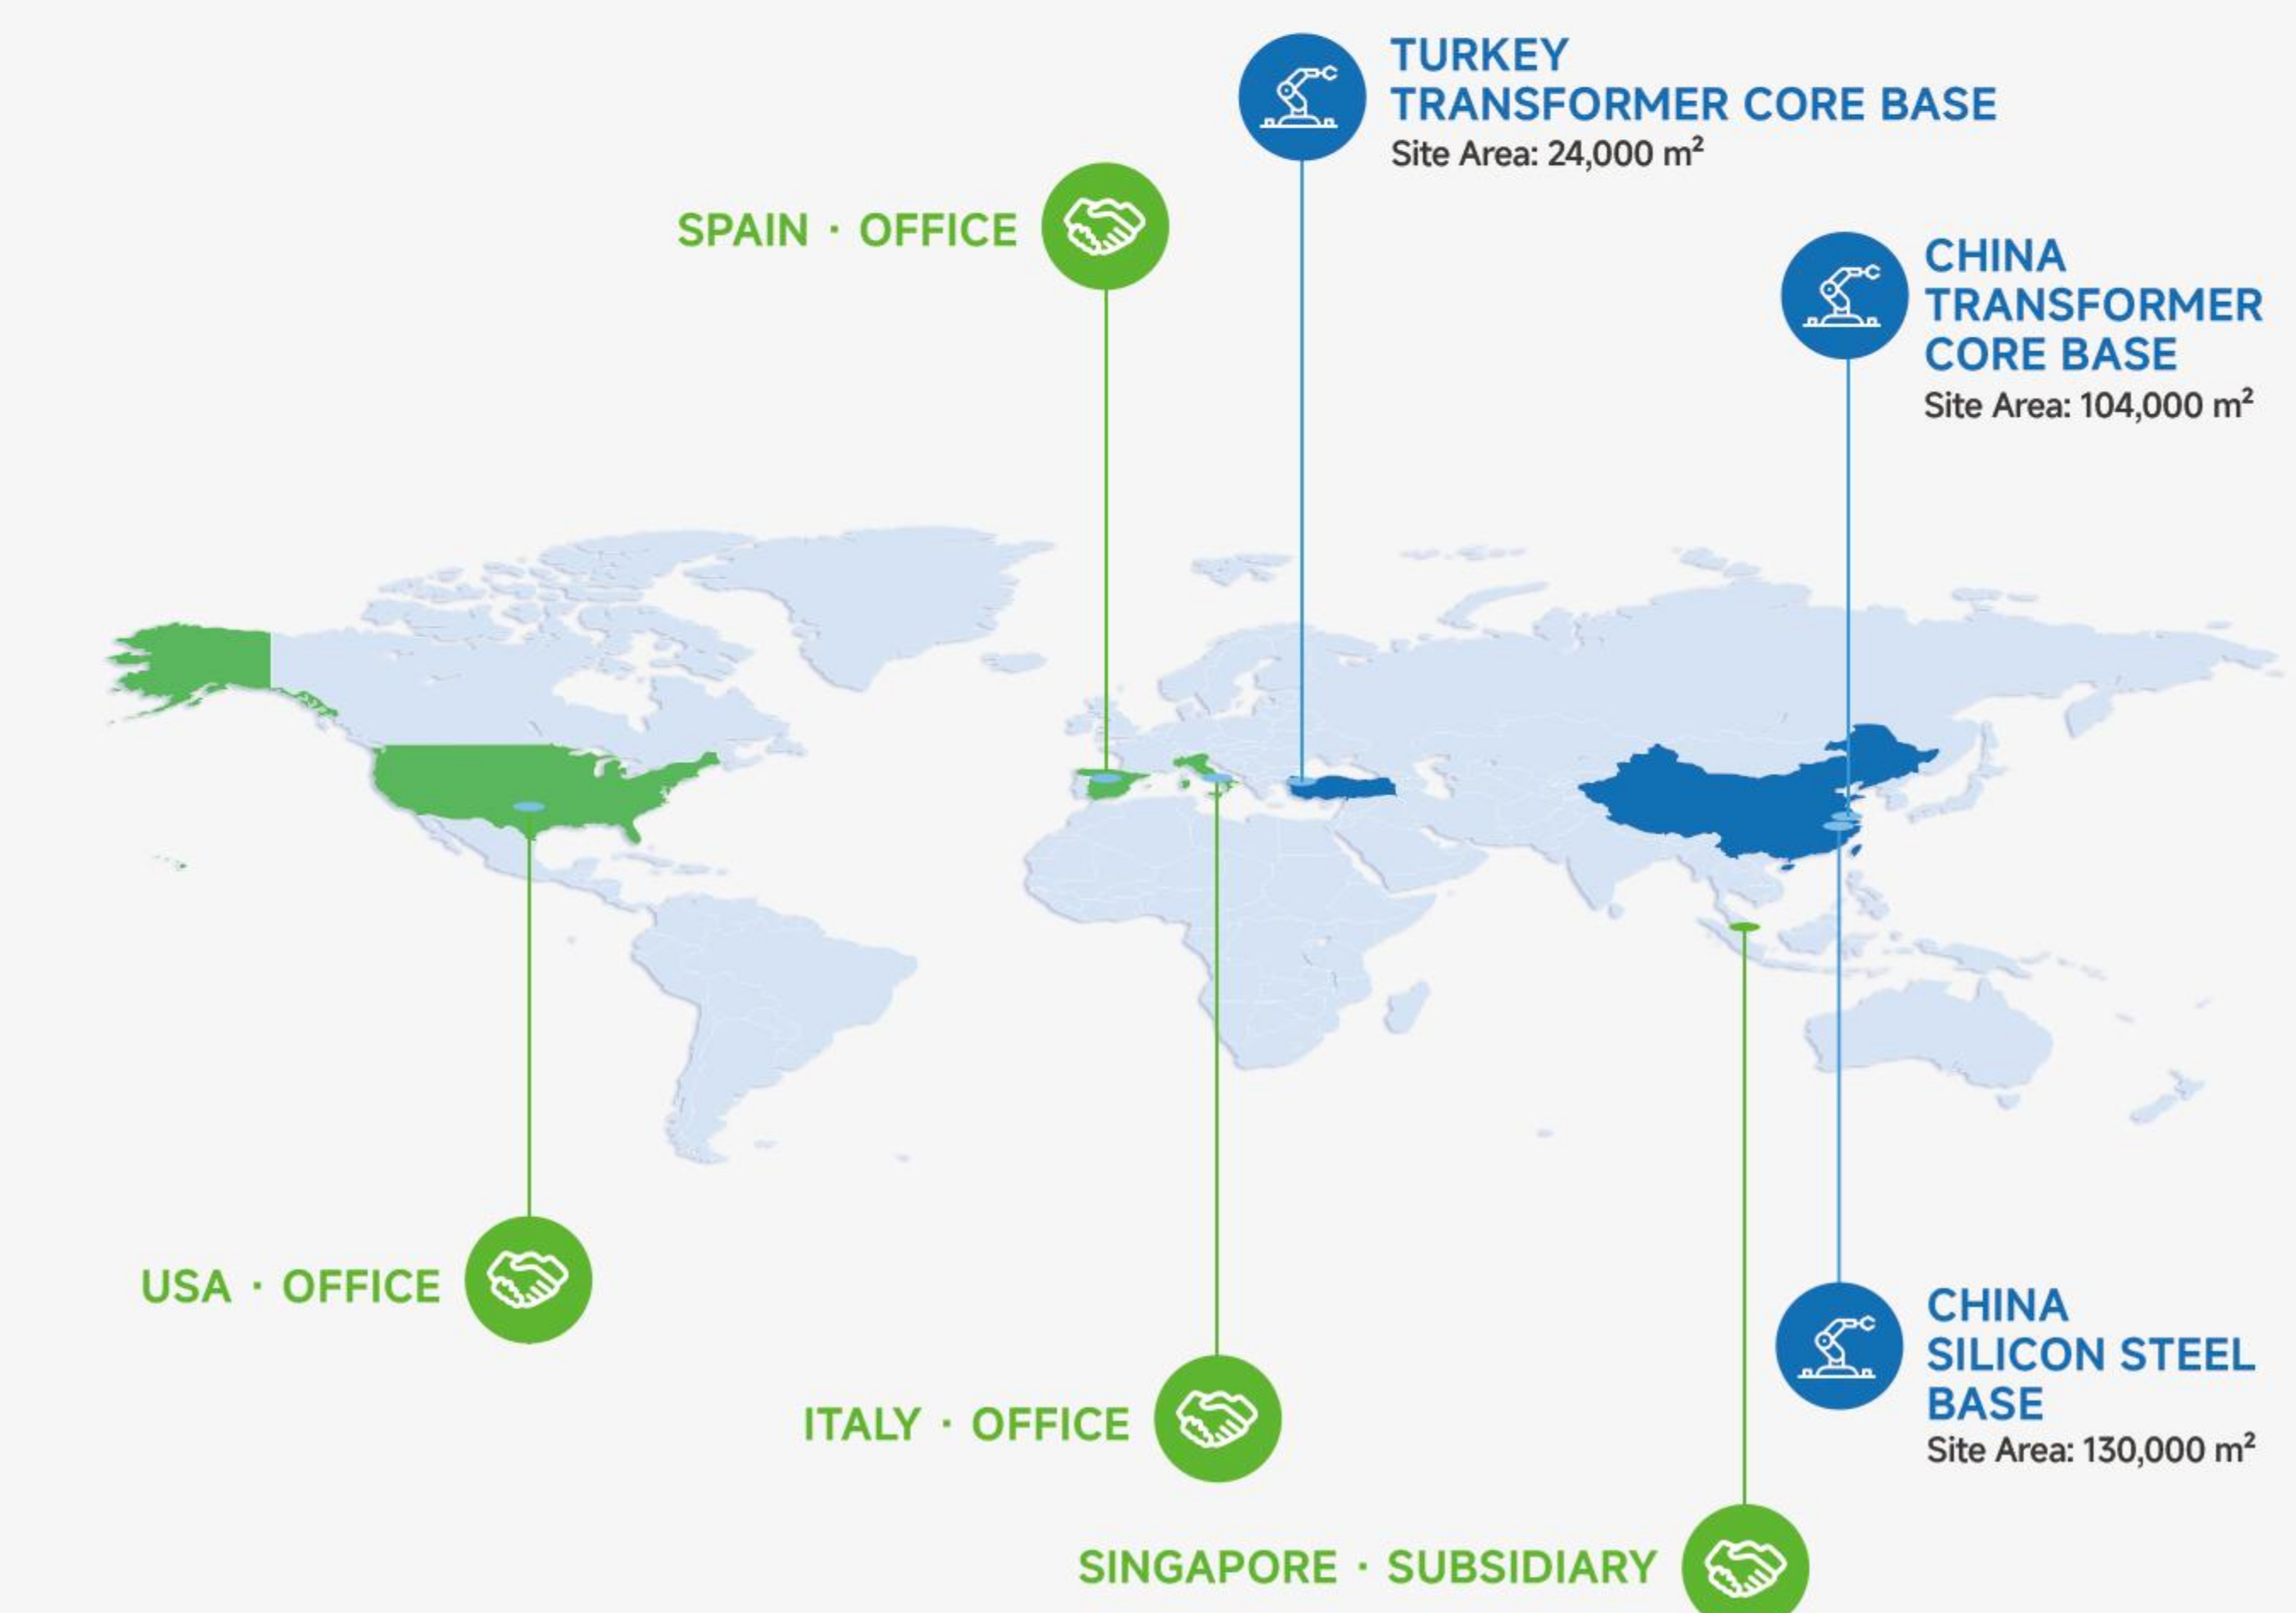 TURKEY
TRANSFORMER CORE BASE
Site Area: 24,000 m²
SPAIN · OFFICE
CHINA
TRANSFORMER
CORE BASE
Site Area: 104,000 m²
USA · OFFICE
CHINA
SILICON STEEL
BASE
Site Area: 130,000 m²
ITALY · OFFICE
SINGAPORE · SUBSIDIARY